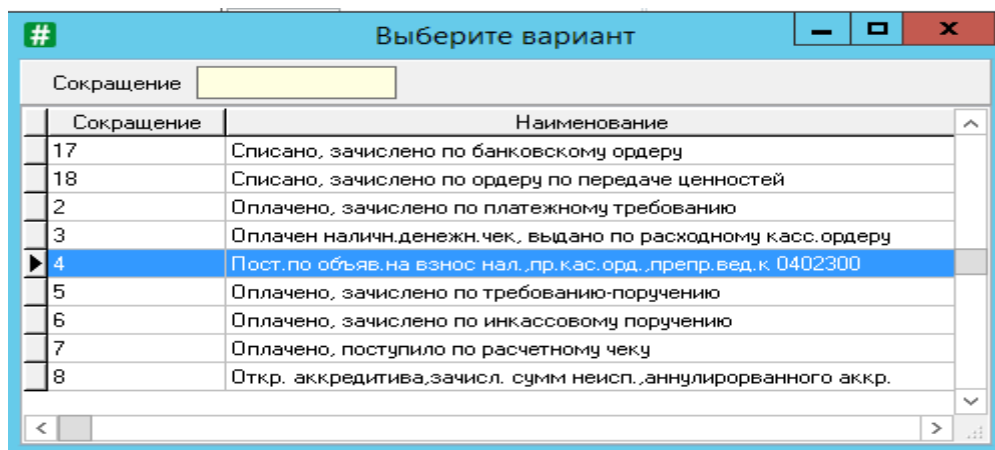 Выберите вариант
Сокращение
Сокращение Наименование
17 Списано, зачислено по банковскому ордеру
18 Списано, зачислено по ордеру по передаче ценностей
2 Оплачено, зачислено по платежному требованию
3 Оплачен наличн.денежн.чек, выдано по расходному касс.ордеру
4 Пост.по объяв.на взнос нал.,пр.кас.орд.,препр.вед.к 0402300
5 Оплачено, зачислено по требованию-поручению
6 Оплачено, зачислено по инкассовому поручению
7 Оплачено, поступило по расчетному чеку
8 Откр. аккредитива,зачисл. сумм неисп.,аннулирорванного аккр.